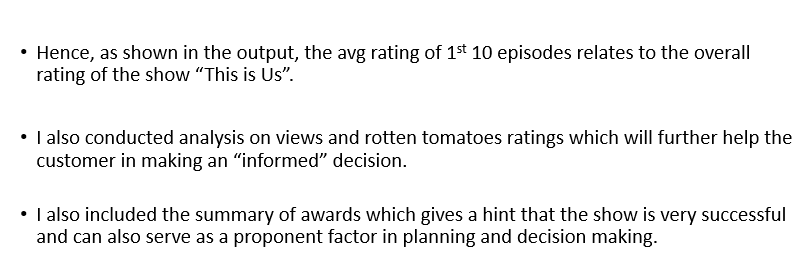 • Hence, as shown in the output, the avg rating of 1st 10 episodes relates to the overall
rating of the show “This is Us”.
• I also conducted analysis on views and rotten tomatoes ratings which will further help the
customer in making an “informed” decision.
• I also included the summary of awards which gives a hint that the show is very successful
and can also serve as a proponent factor in planning and decision making.